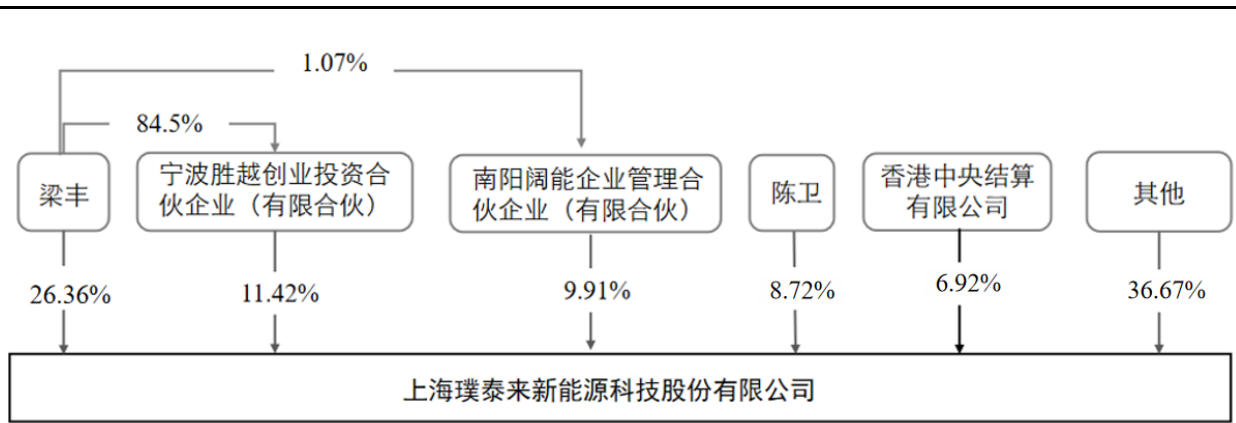 1.07%
84.5%
梁丰
宁波胜越创业投资合
伙企业（有限合伙）
南阳阔能企业管理合
伙企业（有限合伙）
陈卫
香港中央结算
有限公司
其他
26.36%
11.42%
9.91%
8.72%
6.92%
36.67%
上海璞泰来新能源科技股份有限公司